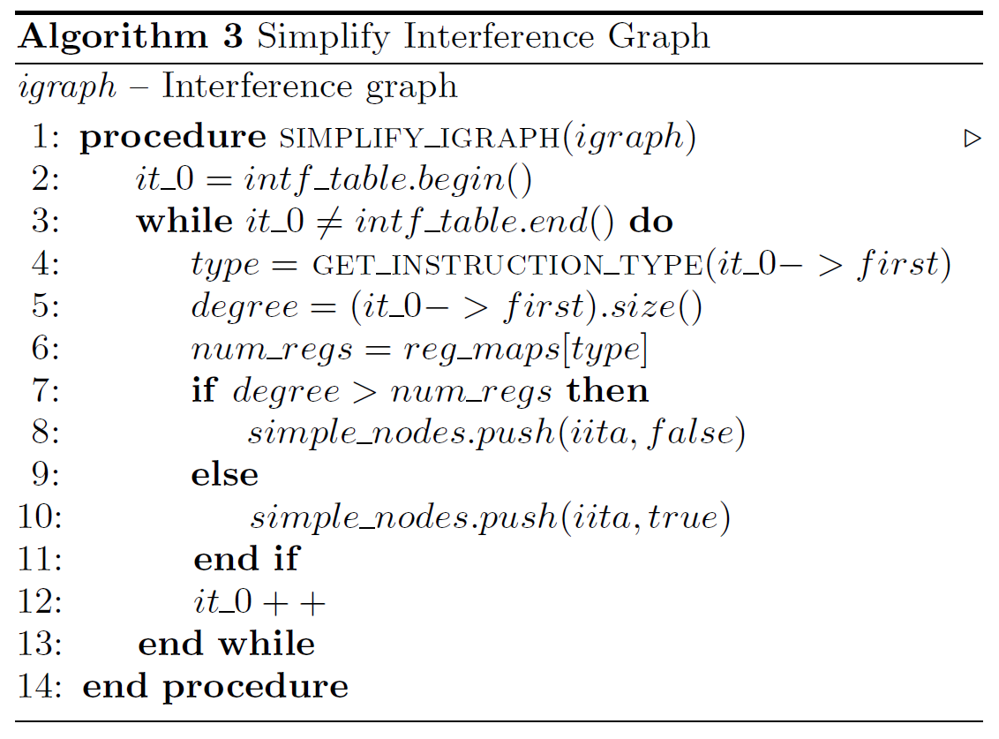 Algorithm 3 Simplify Interference Graph
igraph – Interference graph
1: procedure SIMPLIFY_IGRAPH(igraph) ▷
2: it_0 = intf_table.begin()
3: while it_0 ≠ intf_table.end() do
4: type = GET_INSTRUCTION_TYPE(it_0− > first)
5: degree = (it_0− > first).size()
6: num_regs = reg_maps[type]
7: if degree > num_regs then
8: simple_nodes.push(iita, false)
9: else
10: simple_nodes.push(iita, true)
11: end if
12: it_0 + +
13: end while
14: end procedure